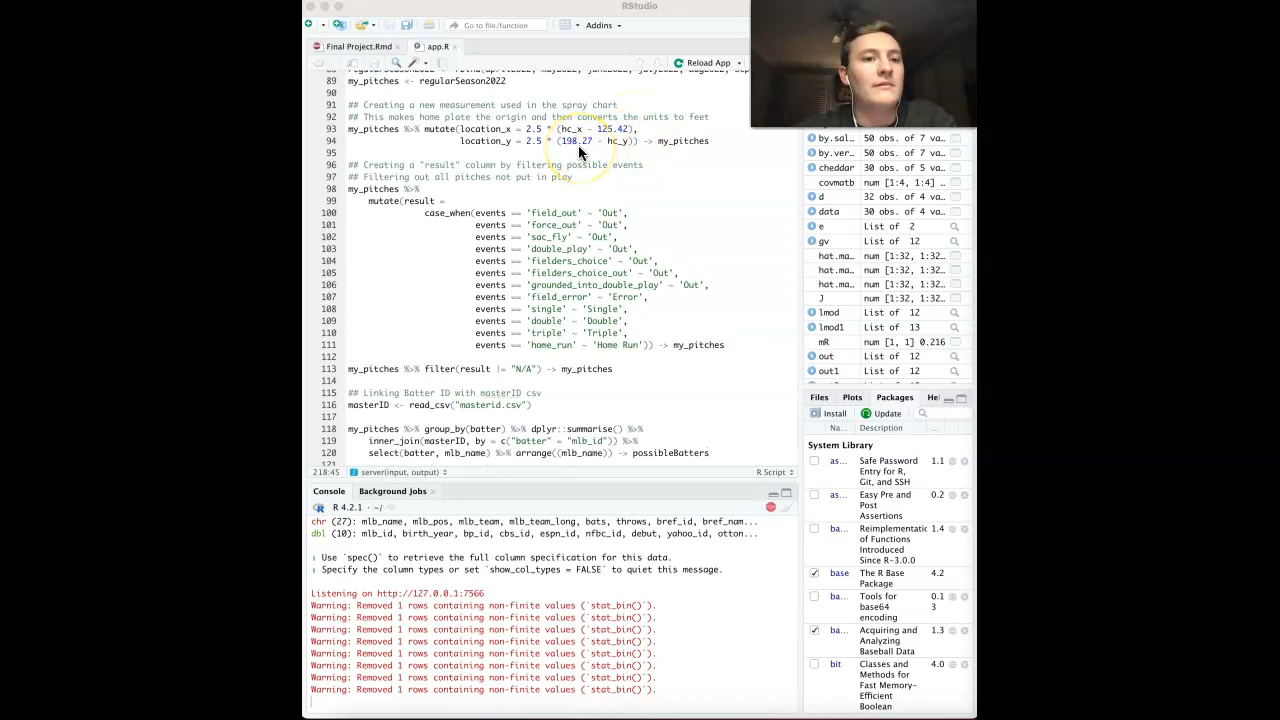 RStudio
Go to file/function
Addins
Final Project.Rmd
app.R
Reload App
89
my_pitches <- regularSeason2022
90
91 ## Creating a new measurement used in the spray chart
92 ## This makes home plate the origin and then converts the units to feet
93 my_pitches %>% mutate(location_x = 2.5 * (hc_x - 125.42),
94 location_y = 2.5 * (198.27 - hc_y)) -> my_pitches
95
96 ## Creating a "result" column by filtering possible events
97 ## Filtering out all pitches not put in play
98 my_pitches %>%
99 mutate(result =
100 case_when(events == 'field_out' ~ 'Out',
101 events == 'force_out' ~ 'Out',
102 events == 'sac_fly' ~ 'Out',
103 events == 'double_play' ~ 'Out',
104 events == 'fielders_choice' ~ 'Out',
105 events == 'fielders_choice_out' ~ 'Out',
106 events == 'grounded_into_double_play' ~ 'Out',
107 events == 'field_error' ~ 'Error',
108 events == 'single' ~ 'Single',
109 events == 'double' ~ 'Double',
110 events == 'triple' ~ 'Triple',
111 events == 'home_run' ~ 'Home Run')) -> my_pitches
112
113 my_pitches %>% filter(result != "N/A") -> my_pitches
114
115 ## Linking Batter ID with masterID csv
116 masterID <- read_csv("masterid.csv")
117
118 my_pitches %>% group_by(batter) %>% dplyr::summarise() %>%
119 inner_join(masterID, by = c("batter" = "mlb_id")) %>%
120 select(batter, mlb_name) %>% arrange((mlb_name)) -> possibleBatters
121
218:45 server(input, output) R Script
Console Background Jobs
R 4.2.1 · ~/
chr (27): mlb_name, mlb_pos, mlb_team, mlb_team_long, bats, throws, bref_id, bref_nam...
dbl (10): mlb_id, birth_year, bp_id, cbs_id, espn_id, nfbc_id, debut, yahoo_id, otton...
ℹ Use `spec()` to retrieve the full column specification for this data.
ℹ Specify the column types or set `show_col_types = FALSE` to quiet this message.
Listening on http://127.0.0.1:7566
Warning: Removed 1 rows containing non-finite values (`stat_bin()`).
Warning: Removed 1 rows containing non-finite values (`stat_bin()`).
Warning: Removed 1 rows containing non-finite values (`stat_bin()`).
Warning: Removed 1 rows containing non-finite values (`stat_bin()`).
Warning: Removed 1 rows containing non-finite values (`stat_bin()`).
Warning: Removed 1 rows containing non-finite values (`stat_bin()`).
Warning: Removed 1 rows containing non-finite values (`stat_bin()`).
Warning: Removed 1 rows containing non-finite values (`stat_bin()`).
by.sal… 50 obs. of 7 va…
by.ver… 50 obs. of 7 va…
cheddar 30 obs. of 5 va…
covmatb num [1:4, 1:4] …
d 32 obs. of 4 va…
data 30 obs. of 4 va…
e List of 2
gv List of 12
hat.ma… num [1:32, 1:32…
hat.ma… num [1:32, 1:32…
hat.ma… num [1:32, 1:32…
J num [1:32, 1:32…
lmod List of 12
lmod1 List of 13
mR num [1, 1] 0.216
out List of 12
out1 List of 12
Files Plots Packages He
Install Update
Na... Description ...
System Library
as... Safe Password Entry for R, Git, and SSH 1.1
as... Easy Pre and Post Assertions 0.2
ba... Reimplementatio of Functions Introduced Since R-3.0.0 1.4
base The R Base Package 4.2
ba... Tools for base64 encoding 0.1 3
ba... Acquiring and Analyzing Baseball Data 1.3
bit Classes and Methods for Fast Memory-Efficient Boolean 4.0